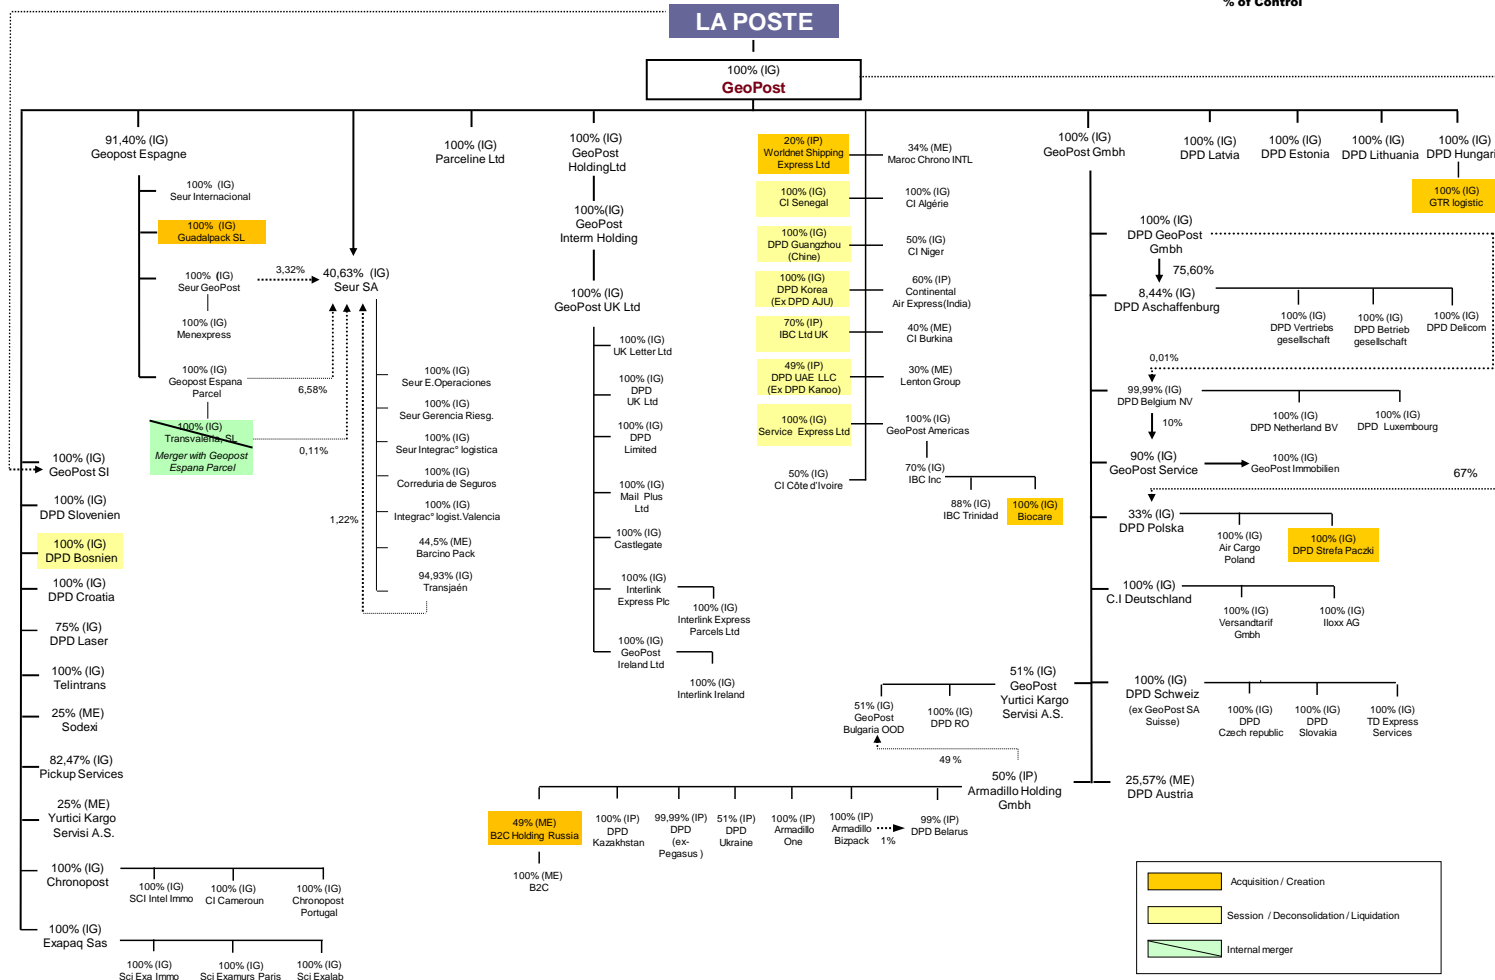 % of Control
LA POSTE
100% (IG)
GeoPost
91,40% (IG)
Geopost Espagne
100% (IG)
Seur Internacional
100% (IG)
Guadalpack SL
100% (IG)
Seur GeoPost
3,32%
100% (IG)
Menexpress
100% (IG)
Geopost Espana
Parcel
6,58%
100% (IG)
Transvaleria, SL
Merger with Geopost
Espana Parcel
0,11%
40,63% (IG)
Seur SA
1,22%
100% (IG)
Seur E.Operaciones
100% (IG)
Seur Gerencia Riesg.
100% (IG)
Seur Integrac° logistica
100% (IG)
Correduria de Seguros
100% (IG)
Integrac° logist.Valencia
44,5% (ME)
Barcino Pack
94,93% (IG)
Transjaén
100% (IG)
Parceline Ltd
100% (IG)
GeoPost
HoldingLtd
100%(IG)
GeoPost
Interm Holding
100% (IG)
GeoPost UK Ltd
100% (IG)
UK Letter Ltd
100% (IG)
DPD
UK Ltd
100% (IG)
DPD
Limited
100% (IG)
Mail Plus
Ltd
100% (IG)
Castlegate
100% (IG)
Interlink
Express Plc
100% (IG)
Interlink Express
Parcels Ltd
100% (IG)
GeoPost
Ireland Ltd
100% (IG)
Interlink Ireland
20% (IP)
Worldnet Shipping
Express Ltd
34% (ME)
Maroc Chrono INTL
100% (IG)
CI Senegal
100% (IG)
CI Algérie
100% (IG)
DPD Guangzhou
(Chine)
50% (IG)
CI Niger
100% (IG)
DPD Korea
(Ex DPD AJU)
60% (IP)
Continental
Air Express(India)
70% (IP)
IBC Ltd UK
40% (ME)
CI Burkina
49% (IP)
DPD UAE LLC
(Ex DPD Kanoo)
30% (ME)
Lenton Group
100% (IG)
Service Express Ltd
100% (IG)
GeoPost Americas
50% (IG)
CI Côte d'Ivoire
70% (IG)
IBC Inc
88% (IG)
IBC Trinidad
100% (IG)
Biocare
100% (IG)
GeoPost Gmbh
100% (IG)
DPD Latvia
100% (IG)
DPD Estonia
100% (IG)
DPD Lithuania
100% (IG)
DPD Hungari
100% (IG)
GTR logistic
100% (IG)
DPD GeoPost
Gmbh
75,60%
8,44% (IG)
DPD Aschaffenburg
100% (IG)
DPD Vertriebs
gesellschaft
100% (IG)
DPD Betrieb
gesellschaft
100% (IG)
DPD Delicom
0,01%
99,99% (IG)
DPD Belgium NV
100% (IG)
DPD Netherland BV
100% (IG)
DPD Luxembourg
10%
90% (IG)
GeoPost Service
100% (IG)
GeoPost Immobilien
67%
33% (IG)
DPD Polska
100% (IG)
Air Cargo
Poland
100% (IG)
DPD Strefa Paczki
100% (IG)
C.I Deutschland
100% (IG)
Versandtarif
Gmbh
100% (IG)
Iloxx AG
51% (IG)
GeoPost
Yurtici Kargo
Servisi A.S.
51% (IG)
GeoPost
Bulgaria OOD
100% (IG)
DPD RO
49 %
100% (IG)
DPD Schweiz
(ex GeoPost SA
Suisse)
100% (IG)
DPD
Czech republic
100% (IG)
DPD
Slovakia
100% (IG)
TD Express
Services
50% (IP)
Armadillo Holding
Gmbh
25,57% (ME)
DPD Austria
49% (ME)
B2C Holding Russia
100% (ME)
B2C
100% (IP)
DPD
Kazakhstan
99,99% (IP)
DPD
(ex-
Pegasus )
51% (IP)
DPD
Ukraine
100% (IP)
Armadillo
One
100% (IP)
Armadillo
Bizpack
1%
99% (IP)
DPD Belarus
100% (IG)
GeoPost SI
100% (IG)
DPD Slovenien
100% (IG)
DPD Bosnien
100% (IG)
DPD Croatia
75% (IG)
DPD Laser
100% (IG)
Telintrans
25% (ME)
Sodexi
82,47% (IG)
Pickup Services
25% (ME)
Yurtici Kargo
Servisi A.S.
100% (IG)
Chronopost
100% (IG)
SCI Intel Immo
100% (IG)
CI Cameroun
100% (IG)
Chronopost
Portugal
100% (IG)
Exapaq Sas
100% (IG)
Sci Exa Immo
100% (IG)
Sci Examurs Paris
100% (IG)
Sci Exalab
Acquisition / Creation
Session / Deconsolidation / Liquidation
Internal merger